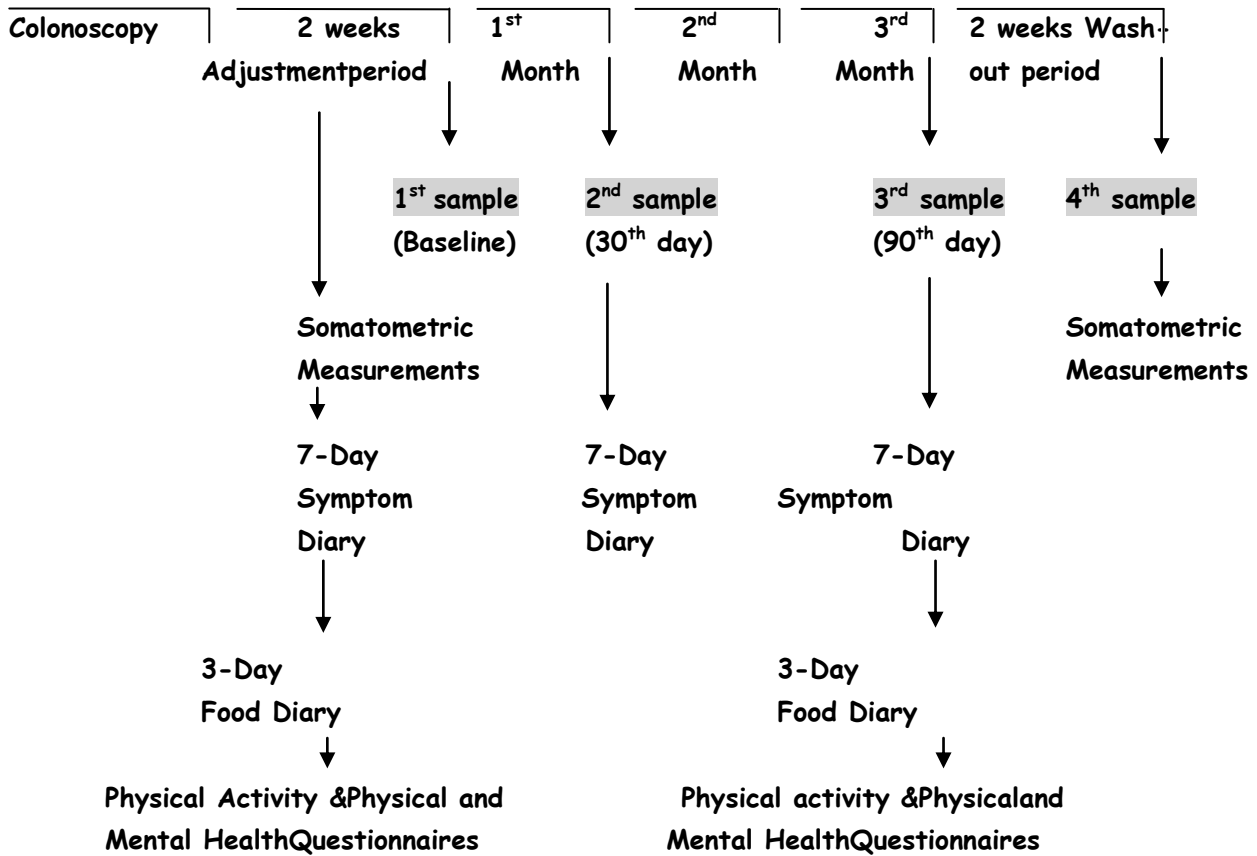 Colonoscopy 2 weeks 1st 2nd 3rd 2 weeks Wash-
Adjustmentperiod Month Month Month out period
1st sample 2nd sample 3rd sample 4th sample
(Baseline) (30th day) (90th day)
Somatometric Somatometric
Measurements Measurements
7-Day 7-Day 7-Day
Symptom Symptom Symptom
Diary Diary Diary
3-Day 3-Day
Food Diary Food Diary
Physical Activity &Physical and Physical activity &Physicaland
Mental HealthQuestionnaires Mental HealthQuestionnaires